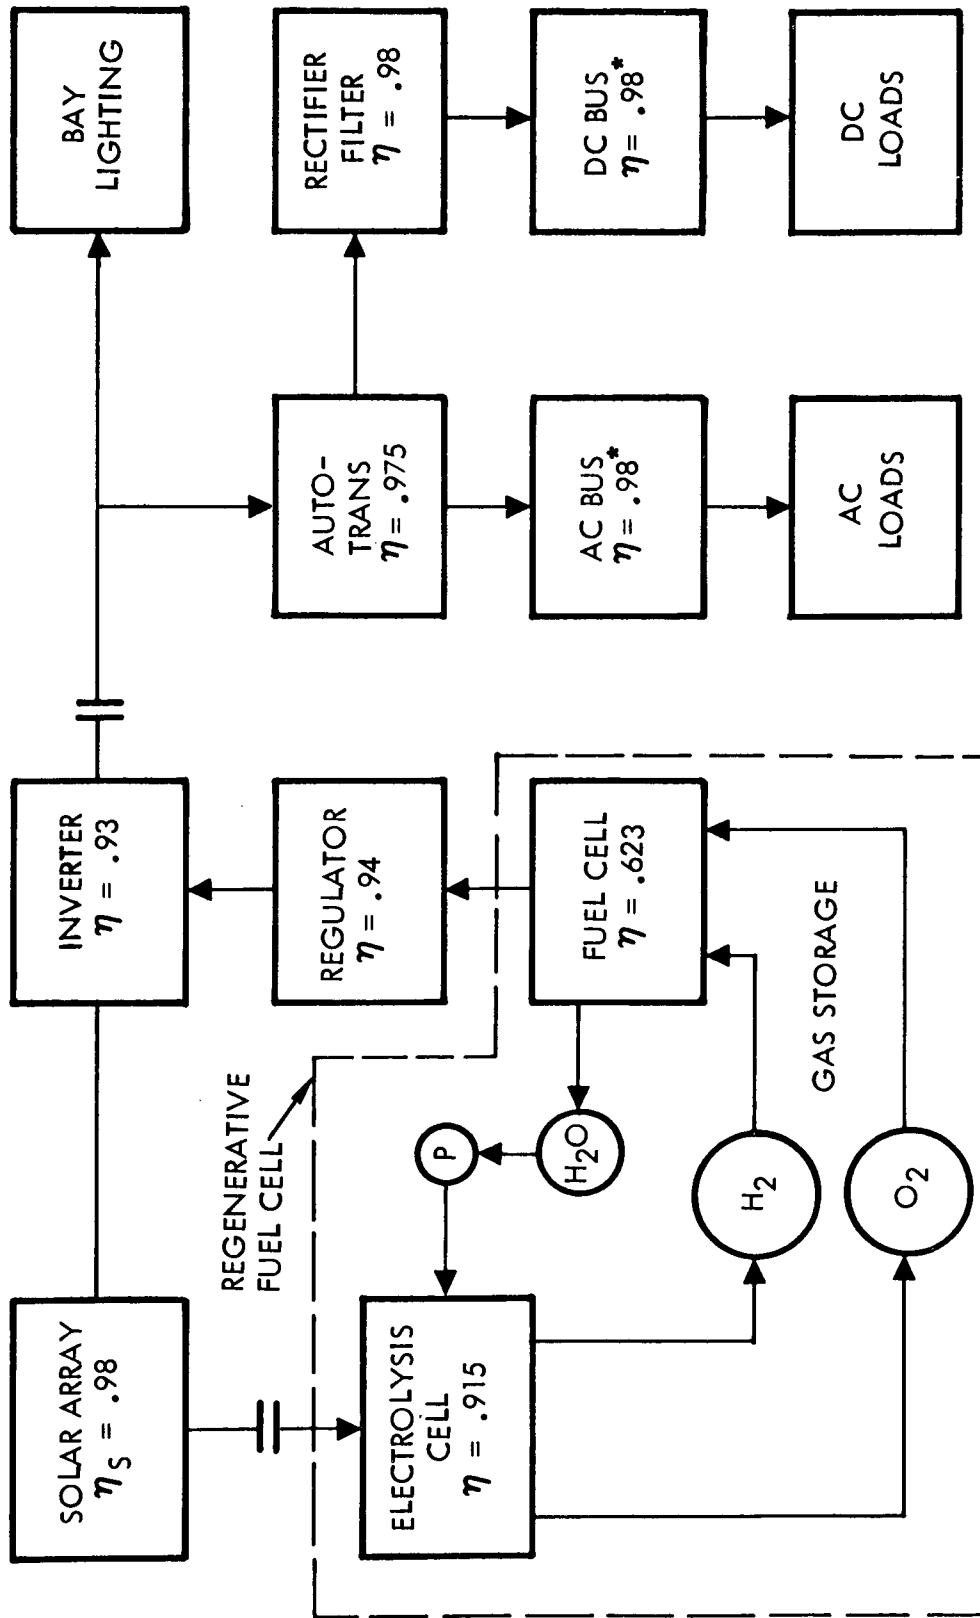 SOLAR ARRAY
ηS = .98
INVERTER
η = .93
BAY
LIGHTING
REGENERATIVE
FUEL CELL
REGULATOR
η = .94
AUTO-
TRANS
η = .975
RECTIFIER
FILTER
η = .98
ELECTROLYSIS
CELL
η = .915
P
H2O
FUEL CELL
η = .623
AC BUS
η = .98*
DC BUS
η = .98*
H2
O2
GAS STORAGE
AC
LOADS
DC
LOADS